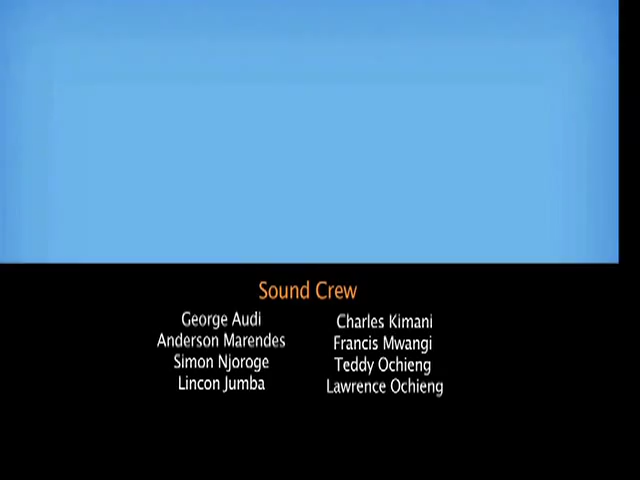 Sound Crew
George Audi
Anderson Marendes
Simon Njoroge
Lincon Jumba
Charles Kimani
Francis Mwangi
Teddy Ochieng
Lawrence Ochieng